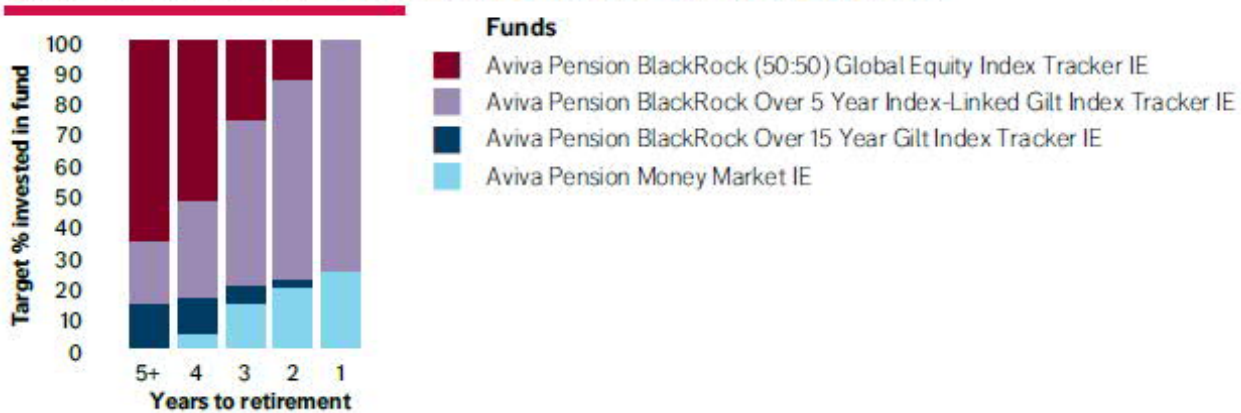 Funds
Aviva Pension BlackRock (50:50) Global Equity Index Tracker IE
Aviva Pension BlackRock Over 5 Year Index-Linked Gilt Index Tracker IE
Aviva Pension BlackRock Over 15 Year Gilt Index Tracker IE
Aviva Pension Money Market IE
Target % invested in fund
100
90
80
70
60
50
40
30
20
10
0
5+ 4 3 2 1
Years to retirement